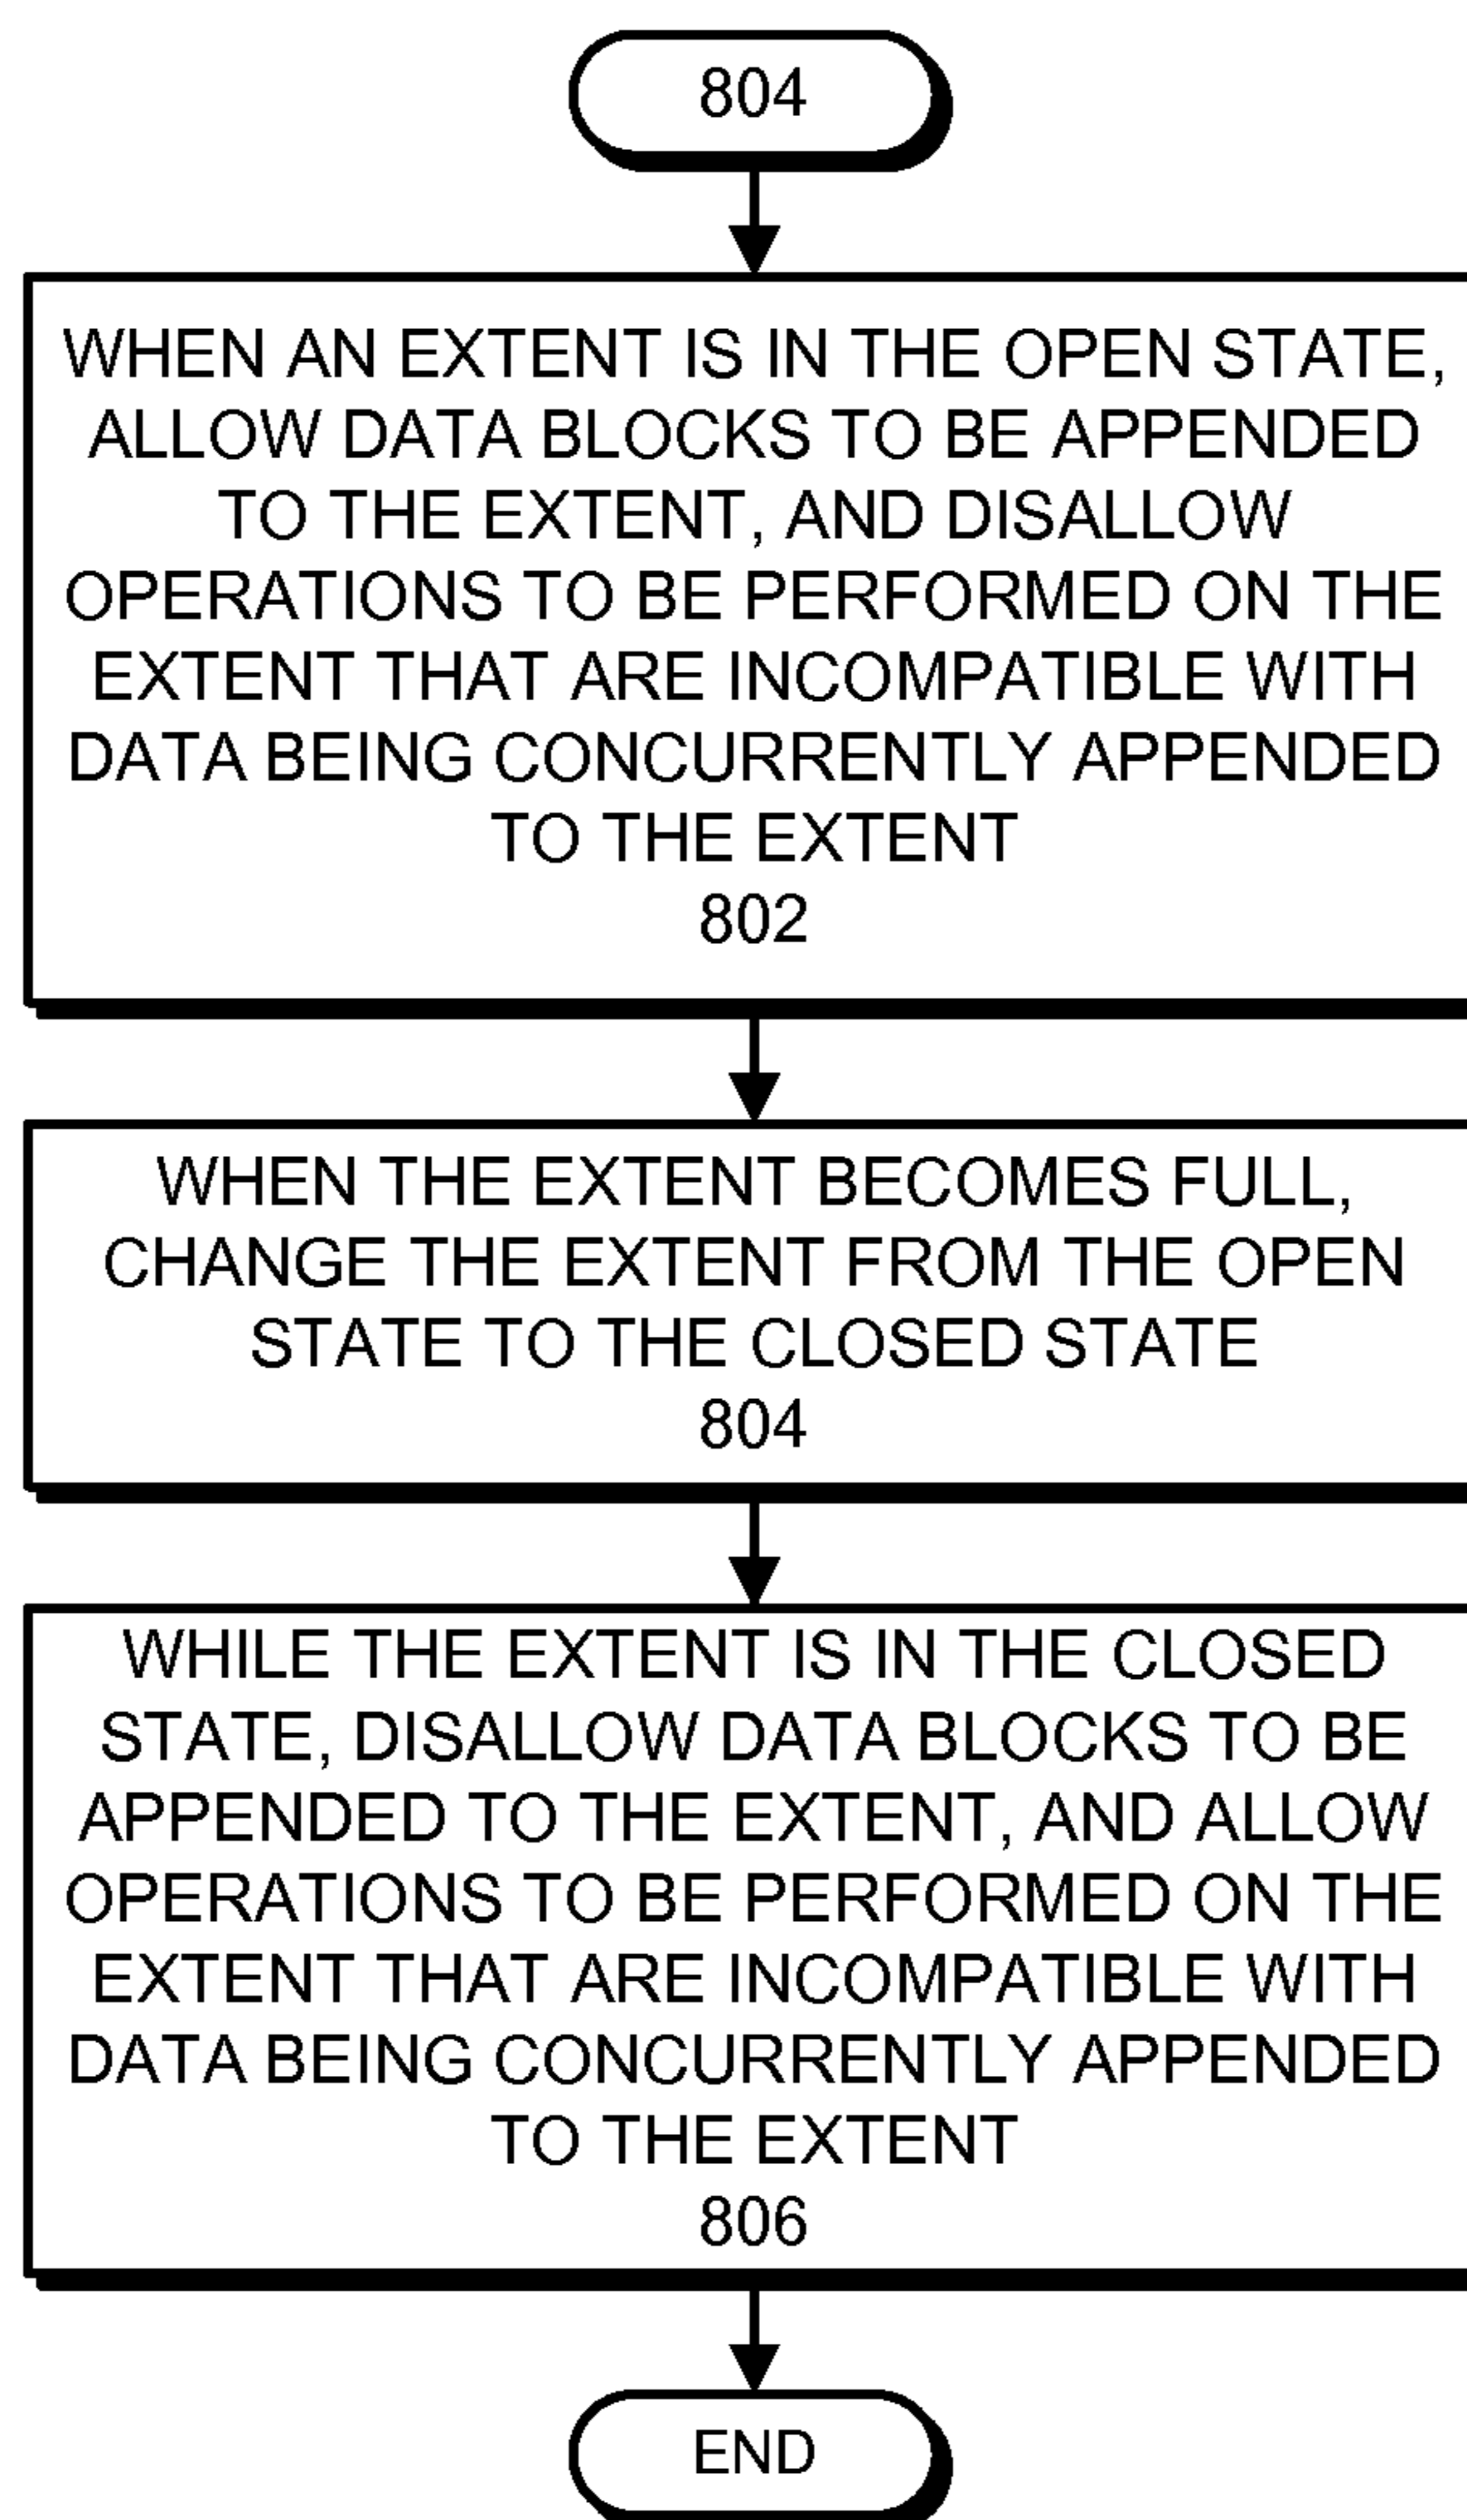 804
WHEN AN EXTENT IS IN THE OPEN STATE,
ALLOW DATA BLOCKS TO BE APPENDED
TO THE EXTENT, AND DISALLOW
OPERATIONS TO BE PERFORMED ON THE
EXTENT THAT ARE INCOMPATIBLE WITH
DATA BEING CONCURRENTLY APPENDED
TO THE EXTENT
802
WHEN THE EXTENT BECOMES FULL,
CHANGE THE EXTENT FROM THE OPEN
STATE TO THE CLOSED STATE
804
WHILE THE EXTENT IS IN THE CLOSED
STATE, DISALLOW DATA BLOCKS TO BE
APPENDED TO THE EXTENT, AND ALLOW
OPERATIONS TO BE PERFORMED ON THE
EXTENT THAT ARE INCOMPATIBLE WITH
DATA BEING CONCURRENTLY APPENDED
TO THE EXTENT
806
END